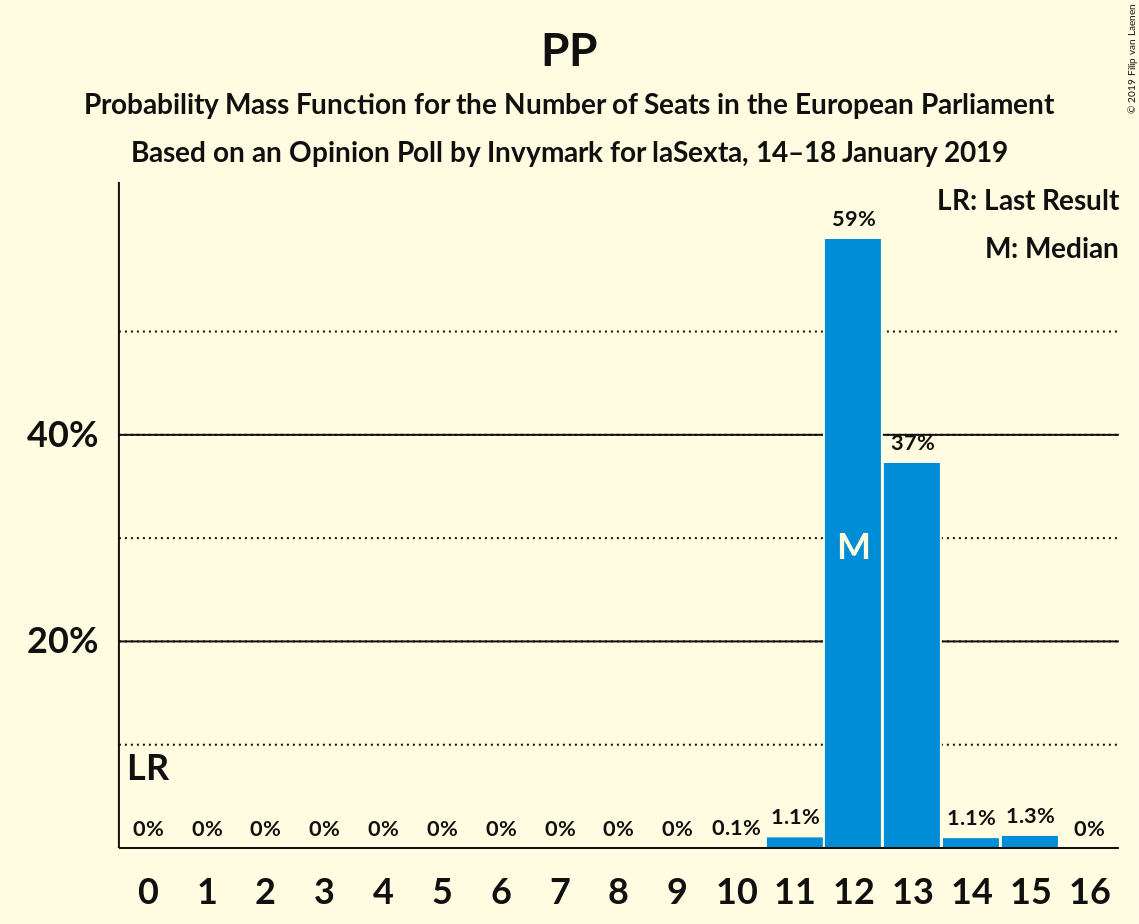 PP
Probability Mass Function for the Number of Seats in the European Parliament
Based on an Opinion Poll by Invymark for laSexta, 14–18 January 2019
© 2019 Filip van Laenen
LR: Last Result
M: Median
59%
40%
37%
M
20%
LR
0% 0% 0% 0% 0% 0% 0% 0% 0% 0% 0.1% 1.1% 1.1% 1.3% 0%
0 1 2 3 4 5 6 7 8 9 10 11 12 13 14 15 16